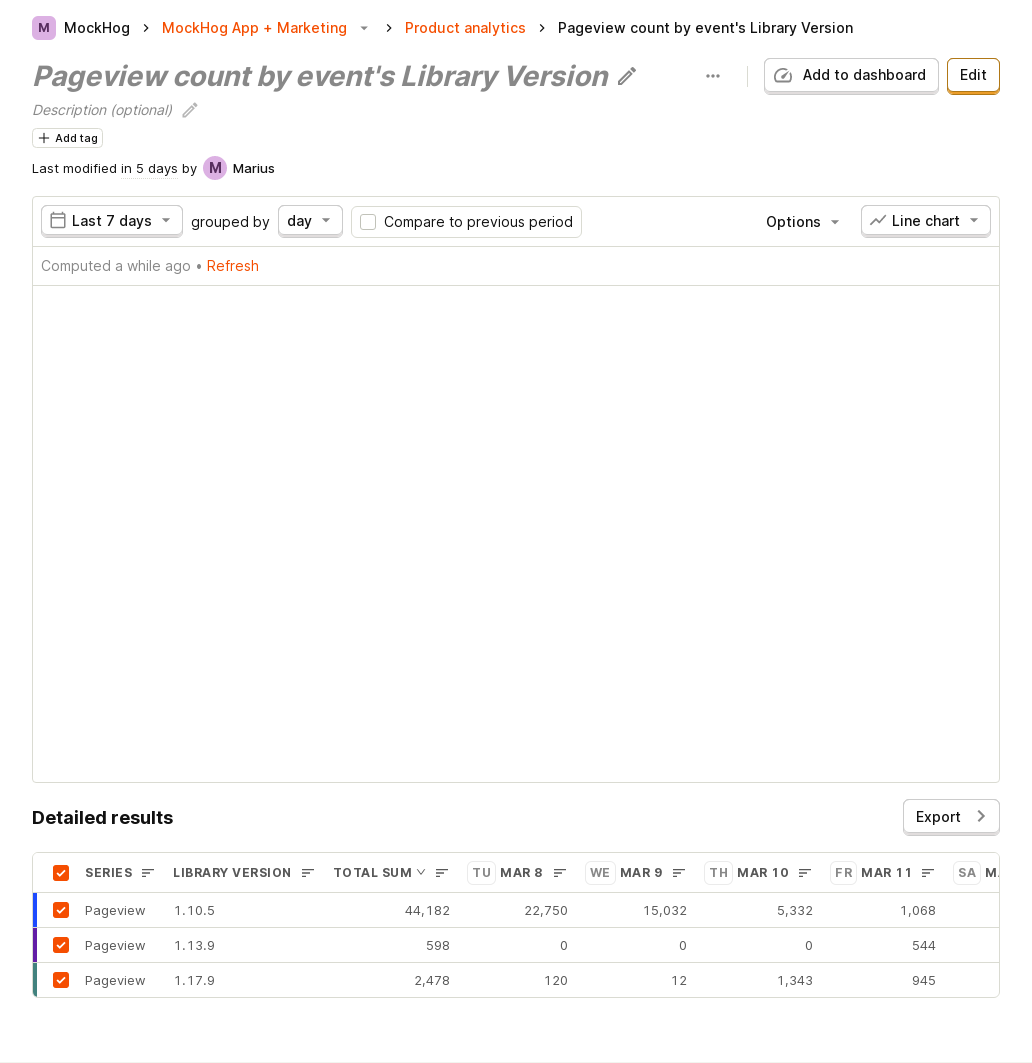 M MockHog MockHog App + Marketing Product analytics Pageview count by event's Library Version
Pageview count by event's Library Version
Add to dashboard Edit
Description (optional)
Add tag
Last modified in 5 days by M Marius
Last 7 days grouped by day Compare to previous period Options Line chart
Computed a while ago • Refresh
Detailed results Export
SERIES LIBRARY VERSION TOTAL SUM TU MAR 8 WE MAR 9 TH MAR 10 FR MAR 11 SA
Pageview 1.10.5 44,182 22,750 15,032 5,332 1,068
Pageview 1.13.9 598 0 0 0 544
Pageview 1.17.9 2,478 120 12 1,343 945